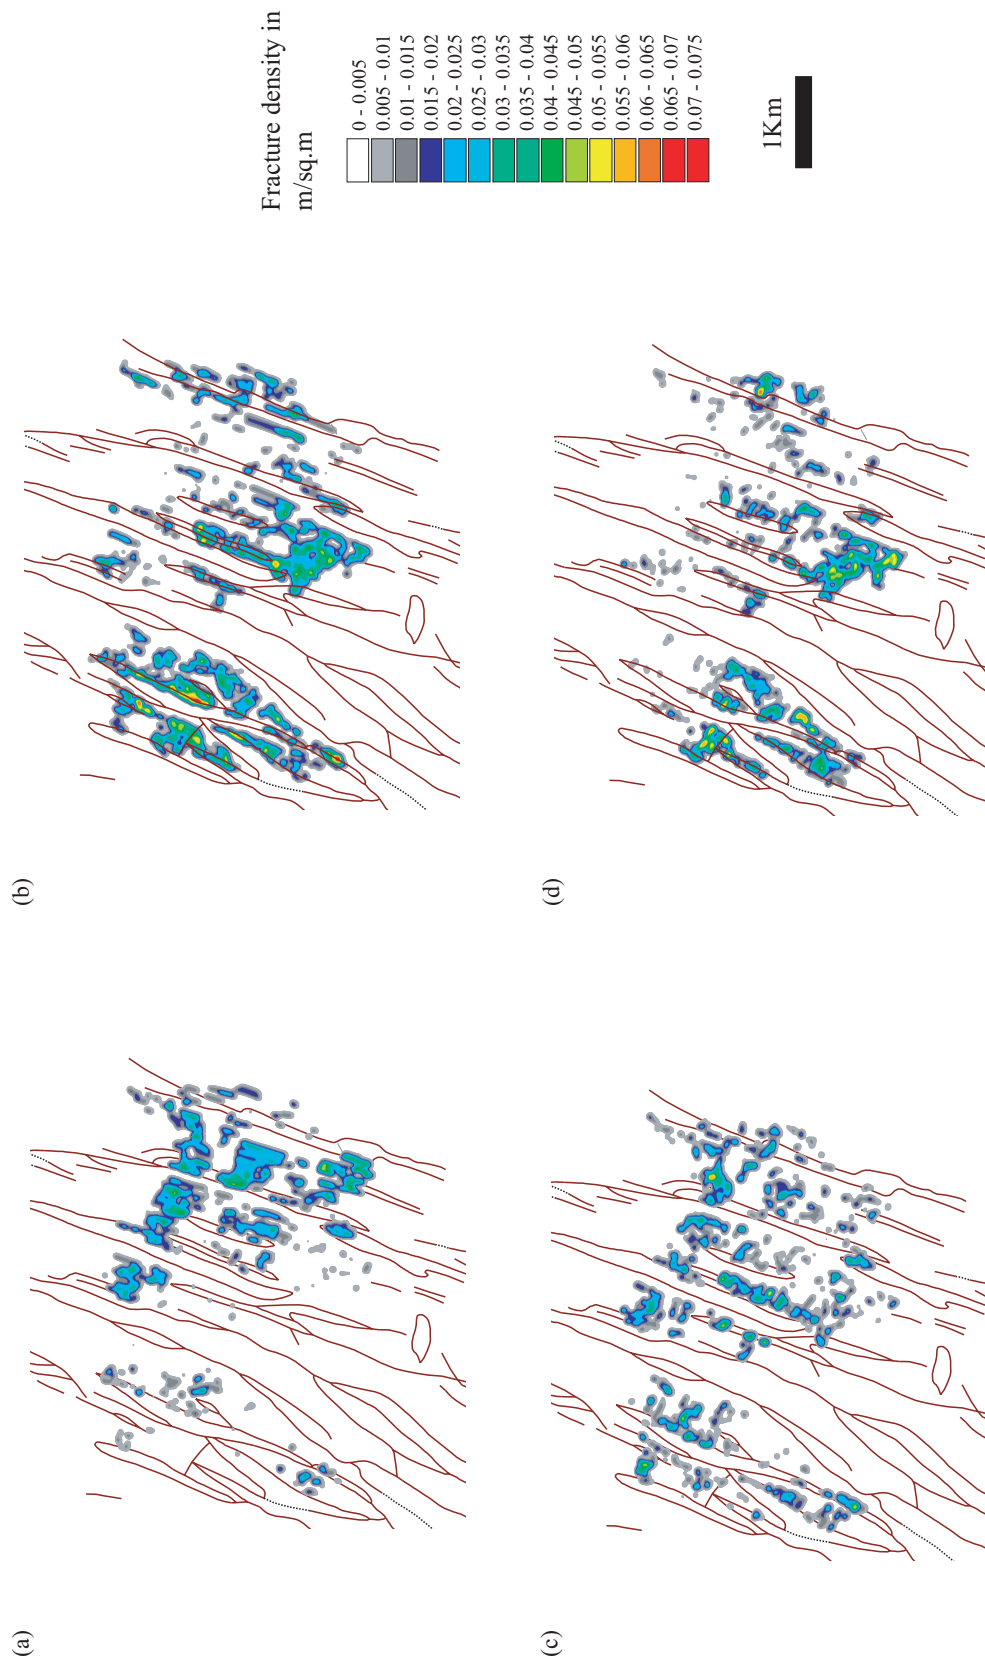 (a)
(b)
(c)
(d)
Fracture density in
m/sq.m
0 - 0.005
0.005 - 0.01
0.01 - 0.015
0.015 - 0.02
0.02 - 0.025
0.025 - 0.03
0.03 - 0.035
0.035 - 0.04
0.04 - 0.045
0.045 - 0.05
0.05 - 0.055
0.055 - 0.06
0.06 - 0.065
0.065 - 0.07
0.07 - 0.075
1Km